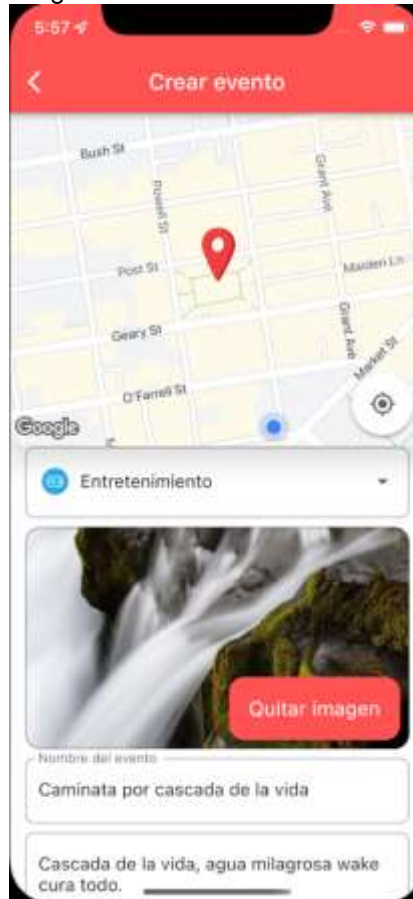 5:57
Crear evento
Bush St
Grant Ave
Powell St
Post St
Maiden Ln
Geary St
Grant Ave
Market St
O'Farrell St
Google
Entretenimiento
Quitar imagen
Nombre del evento
Caminata por cascada de la vida
Cascada de la vida, agua milagrosa wake
cura todo.